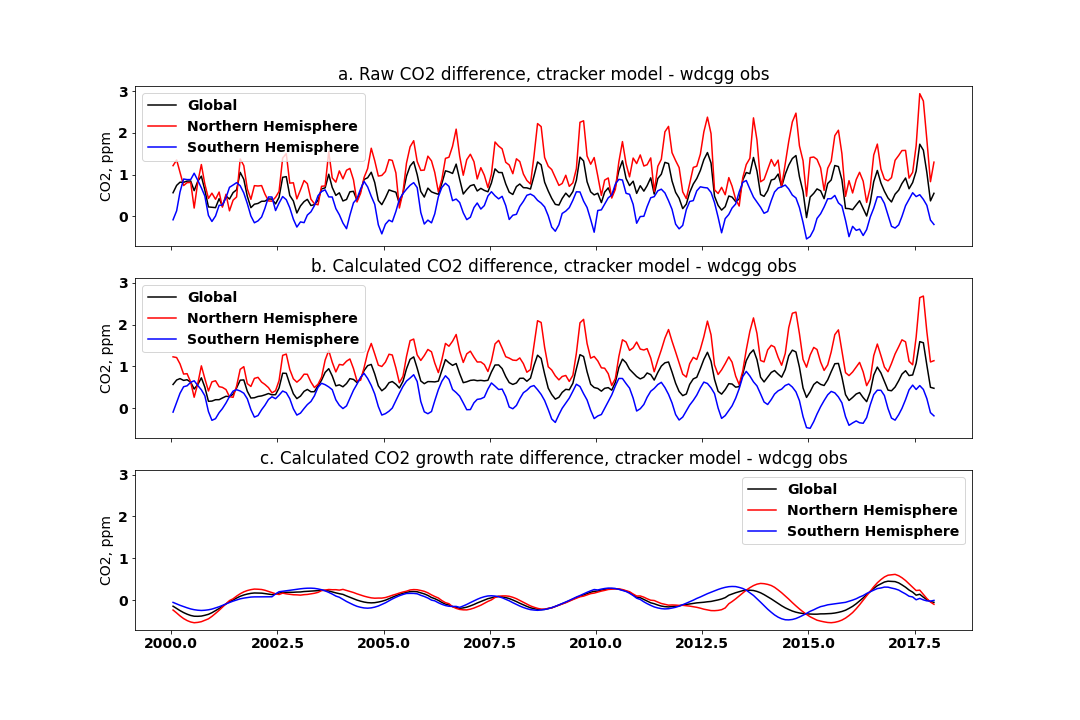 a. Raw CO2 difference, ctracker model - wdcgg obs
3
2
1
0
CO2, ppm
Global
Northern Hemisphere
Southern Hemisphere
b. Calculated CO2 difference, ctracker model - wdcgg obs
3
2
1
0
CO2, ppm
Global
Northern Hemisphere
Southern Hemisphere
c. Calculated CO2 growth rate difference, ctracker model - wdcgg obs
3
2
1
0
CO2, ppm
Global
Northern Hemisphere
Southern Hemisphere
2000.0 2002.5 2005.0 2007.5 2010.0 2012.5 2015.0 2017.5